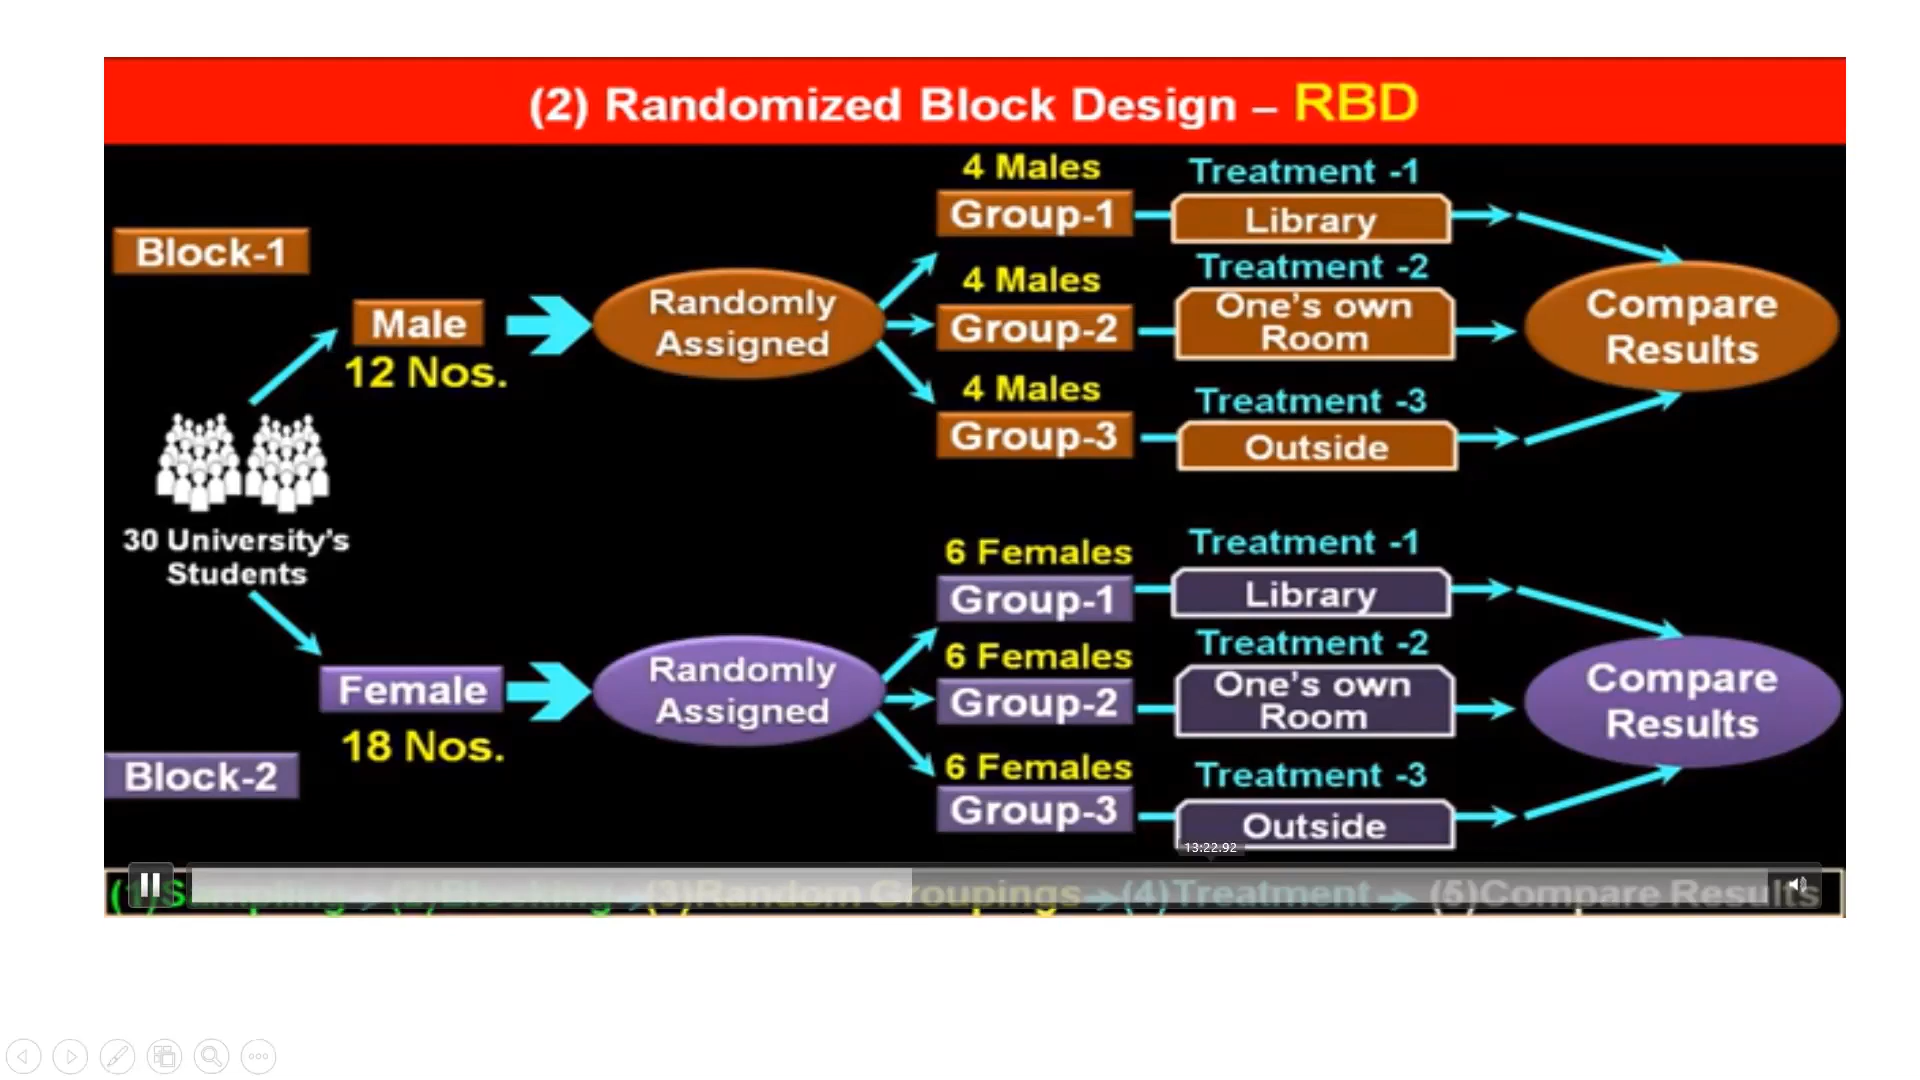 (2) Randomized Block Design – RBD
Block-1
Male
12 Nos.
Randomly
Assigned
4 Males
Group-1
Treatment -1
Library
4 Males
Group-2
Treatment -2
One's own
Room
4 Males
Group-3
Treatment -3
Outside
Compare
Results
30 University's
Students
Female
18 Nos.
Block-2
Randomly
Assigned
6 Females
Group-1
Treatment -1
Library
6 Females
Group-2
Treatment -2
One's own
Room
6 Females
Group-3
Treatment -3
Outside
Compare
Results
13:22.92
(1)Sampling (2)Blocking (3)Random Groupings (4)Treatment (5)Compare Results